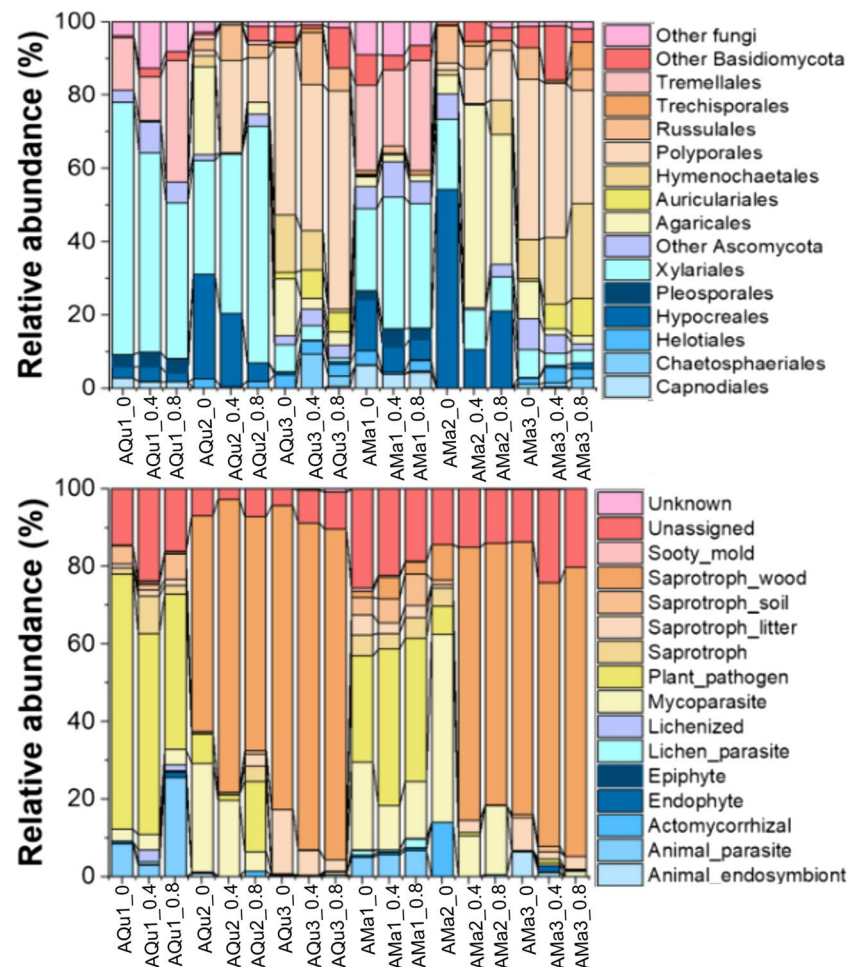 Relative abundance (%)
100
80
60
40
20
0
AQu1_0
AQu1_0.4
AQu1_0.8
AQu2_0
AQu2_0.4
AQu2_0.8
AQu3_0
AQu3_0.4
AQu3_0.8
AMa1_0
AMa1_0.4
AMa1_0.8
AMa2_0
AMa2_0.4
AMa2_0.8
AMa3_0
AMa3_0.4
AMa3_0.8
Other fungi
Other Basidiomycota
Tremellales
Trechisporales
Russulales
Polyporales
Hymenochaetales
Auriculariales
Agaricales
Other Ascomycota
Xylariales
Pleosporales
Hypocreales
Helotiales
Chaetosphaeriales
Capnodiales
Relative abundance (%)
100
80
60
40
20
0
AQu1_0
AQu1_0.4
AQu1_0.8
AQu2_0
AQu2_0.4
AQu2_0.8
AQu3_0
AQu3_0.4
AQu3_0.8
AMa1_0
AMa1_0.4
AMa1_0.8
AMa2_0
AMa2_0.4
AMa2_0.8
AMa3_0
AMa3_0.4
AMa3_0.8
Unknown
Unassigned
Sooty_mold
Saprotroph_wood
Saprotroph_soil
Saprotroph_litter
Saprotroph
Plant_pathogen
Mycoparasite
Lichenized
Lichen_parasite
Epiphyte
Endophyte
Actomycorrhizal
Animal_parasite
Animal_endosymbiont